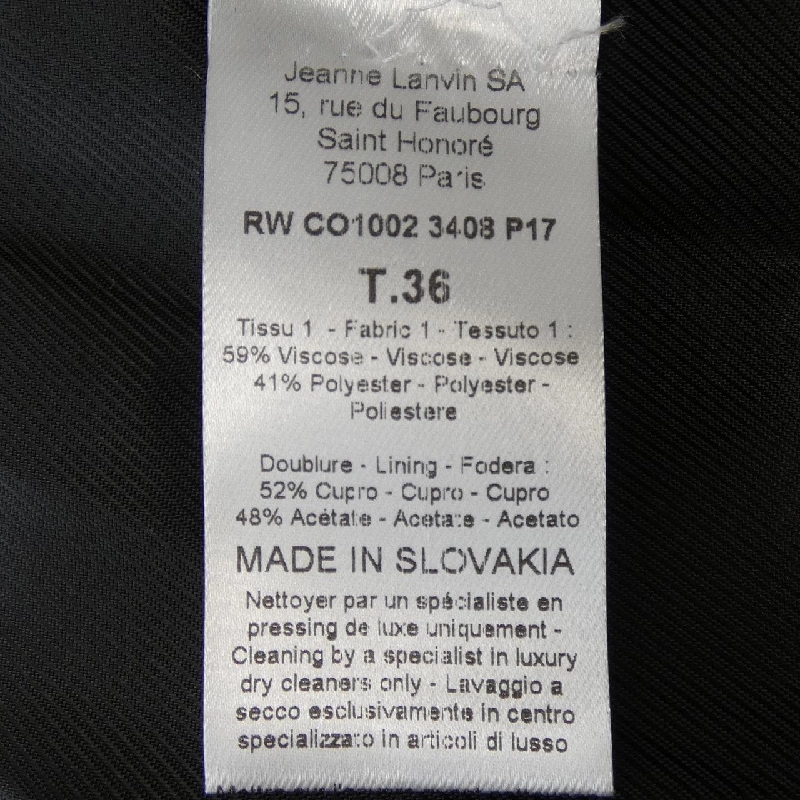 Jeanne Lanvin SA
15, rue du Faubourg
Saint Honoré
75008 Paris
RW CO1002 3408 P17
T.36
Tissu 1 - Fabric 1 - Tessuto 1 :
59% Viscose - Viscose - Viscose
41% Polyester - Polyester -
Poliestere
Doublure - Lining - Fodera :
52% Cupro - Cupro - Cupro
48% Acétate - Acetate - Acetato
MADE IN SLOVAKIA
Nettoyer par un spécialiste en
pressing de luxe uniquement -
Cleaning by a specialist in luxury
dry cleaners only - Lavaggio a
secco esclusivamente in centro
specializzato in articoli di lusso